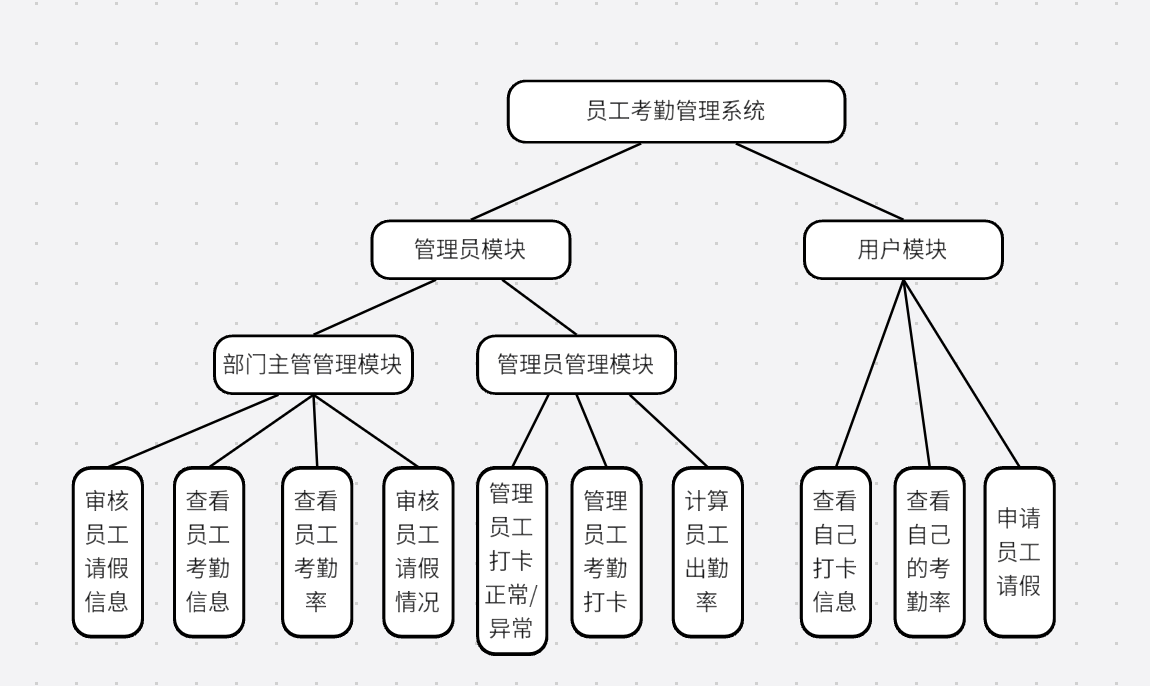 员工考勤管理系统
管理员模块
用户模块
部门主管管理模块
管理员管理模块
审核
员工
请假
信息
查看
员工
考勤
信息
查看
员工
考勤
率
审核
员工
请假
情况
管理
员工
打卡
正常/
异常
管理
员工
考勤
打卡
计算
员工
出勤
率
查看
自己
打卡
信息
查看
自己
的考
勤率
申请
员工
请假